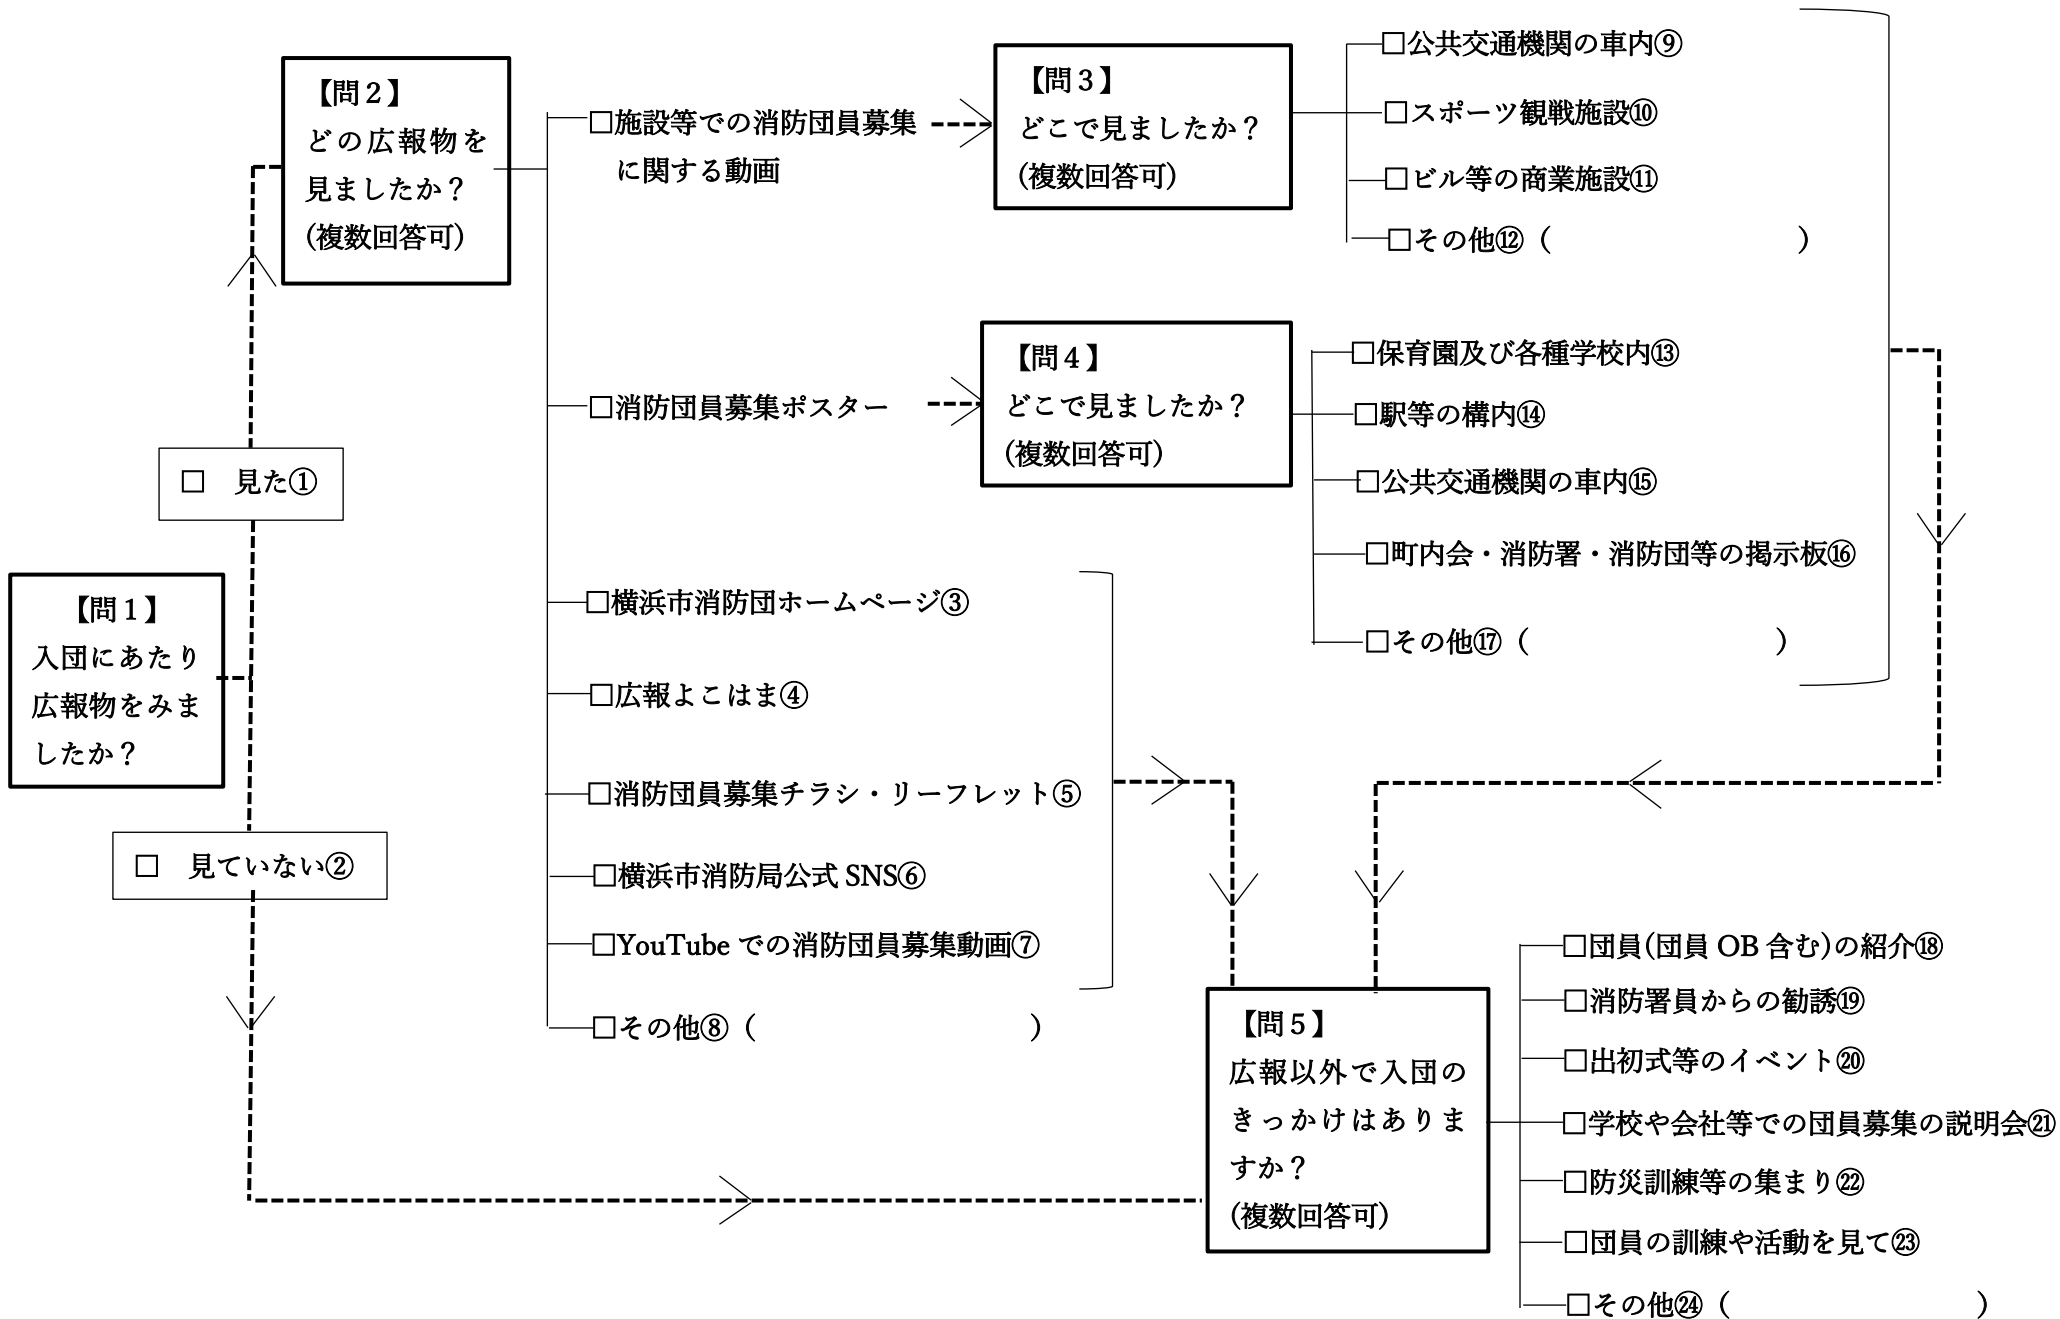 【問１】
入団にあたり
広報物をみま
したか？
□　見た①
□　見ていない②
【問２】
どの広報物を
見ましたか？
(複数回答可)
□施設等での消防団員募集
に関する動画
□消防団員募集ポスター
□横浜市消防団ホームページ③
□広報よこはま④
□消防団員募集チラシ・リーフレット⑤
□横浜市消防局公式 SNS⑥
□YouTube での消防団員募集動画⑦
□その他⑧（　　　　　　　　　　）
【問３】
どこで見ましたか？
(複数回答可)
□公共交通機関の車内⑨
□スポーツ観戦施設⑩
□ビル等の商業施設⑪
□その他⑫（　　　　　　　　　）
【問４】
どこで見ましたか？
(複数回答可)
□保育園及び各種学校内⑬
□駅等の構内⑭
□公共交通機関の車内⑮
□町内会・消防署・消防団等の掲示板⑯
□その他⑰（　　　　　　　　　）
【問５】
広報以外で入団の
きっかけはありま
すか？
(複数回答可)
□団員(団員 OB 含む)の紹介⑱
□消防署員からの勧誘⑲
□出初式等のイベント⑳
□学校や会社等での団員募集の説明会㉑
□防災訓練等の集まり㉒
□団員の訓練や活動を見て㉓
□その他㉔（　　　　　　　　　）